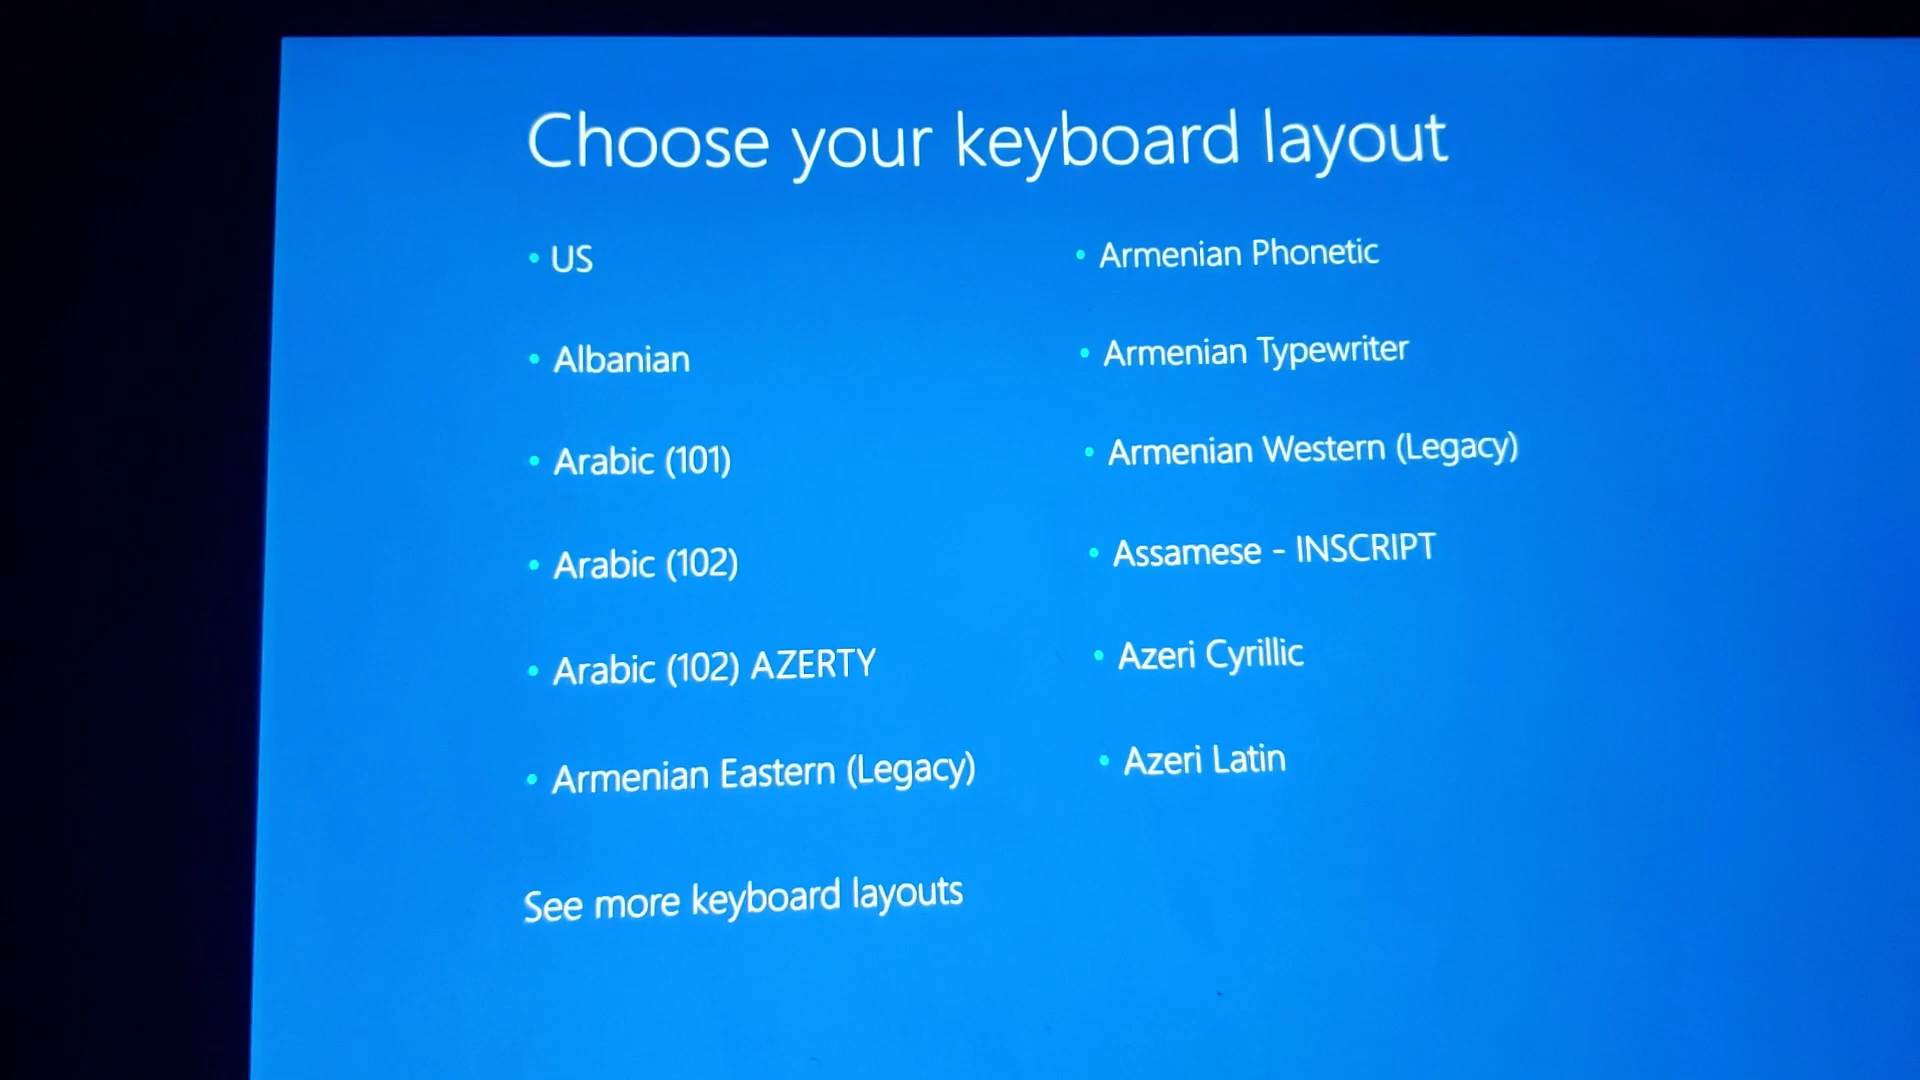 Choose your keyboard layout
• US
• Albanian
• Arabic (101)
• Arabic (102)
• Arabic (102) AZERTY
• Armenian Eastern (Legacy)
• Armenian Phonetic
• Armenian Typewriter
• Armenian Western (Legacy)
• Assamese - INSCRIPT
• Azeri Cyrillic
• Azeri Latin
See more keyboard layouts